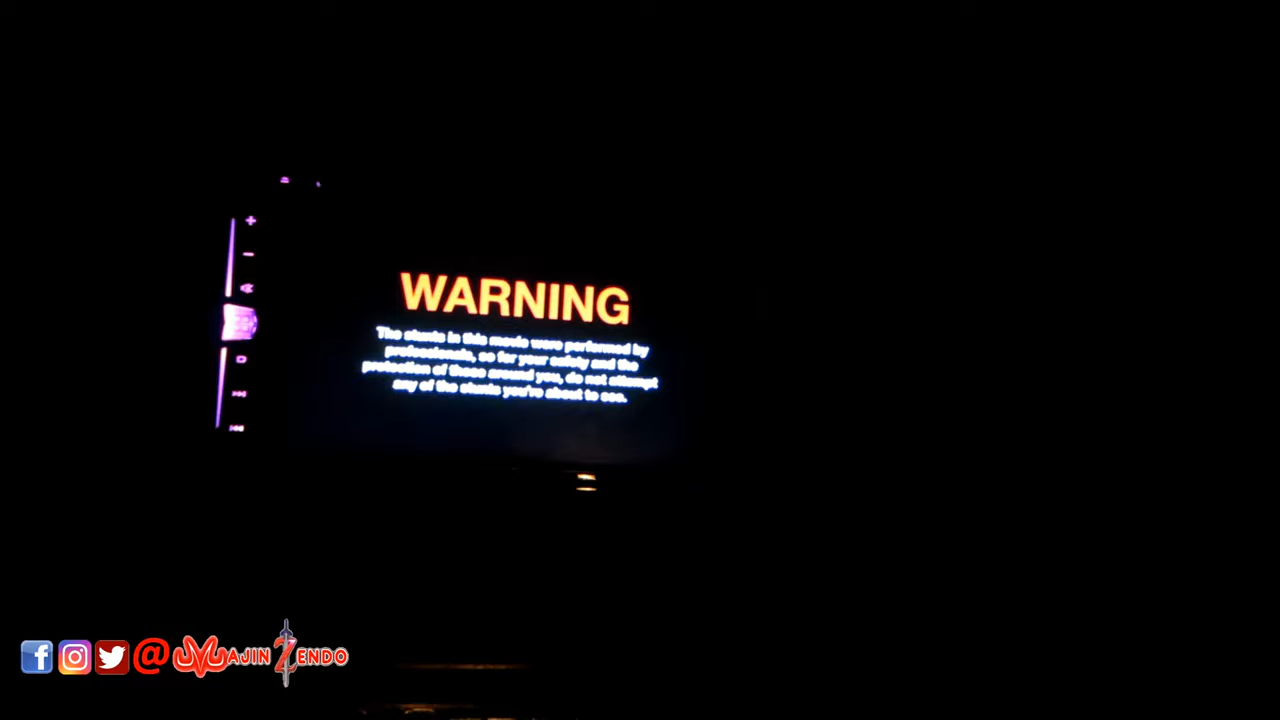 WARNING
The stunts in this movie were performed by
professionals, so for your safety and the
protection of those around you, do not attempt
any of the stunts you're about to see.
@MAJIN ZENDO